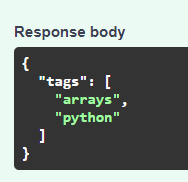 Response body
{
  "tags": [
    "arrays",
    "python"
  ]
}